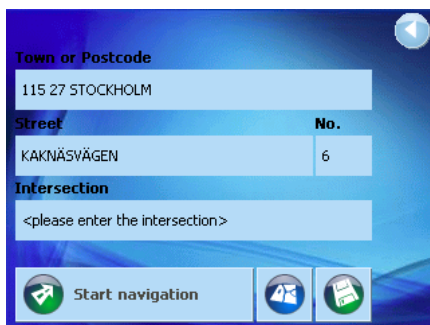 Town or Postcode
115 27 STOCKHOLM
Street No.
KAKNÄSVÄGEN 6
Intersection
<please enter the intersection>
Start navigation